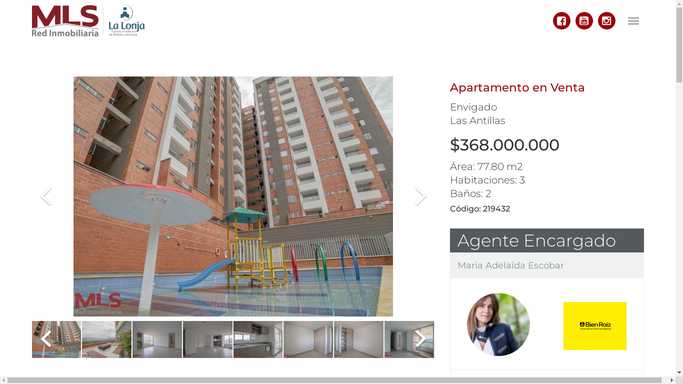 MLS
Red Inmobiliaria
La Lonja
Apartamento en Venta
Envigado
Las Antillas
$368.000.000
Área: 77.80 m2
Habitaciones: 3
Baños: 2
Código: 219432
Agente Encargado
Maria Adelaida Escobar
Bien Raíz
MLS